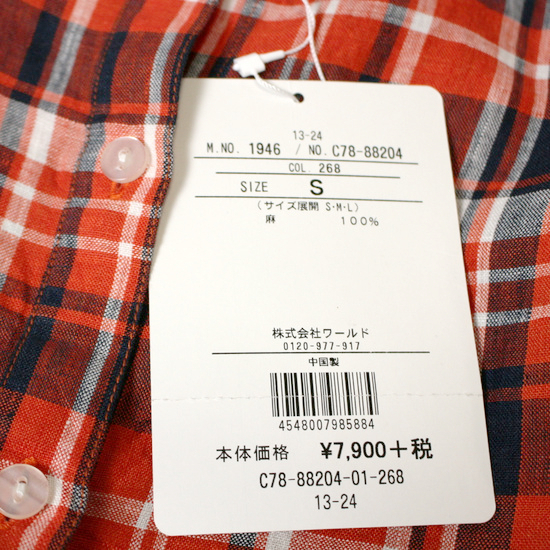 13-24
M.NO. 1946 / NO. C78-88204
COL. 268
SIZE S
(サイズ展開 S・M・L)
麻 100%
株式会社ワールド
0120-977-917
中国製
4548007985884
本体価格 ¥7,900+税
C78-88204-01-268
13-24